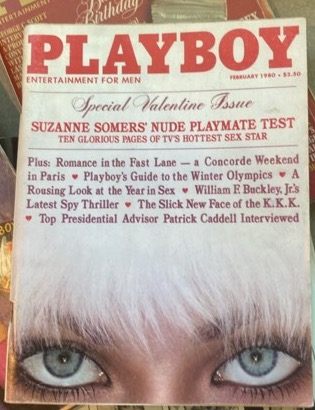 Birthday
PLAYBOY
ENTERTAINMENT FOR MEN
FEBRUARY 1980 • $2.50
Special Valentine Issue
SUZANNE SOMERS' NUDE PLAYMATE TEST
TEN GLORIOUS PAGES OF TV'S HOTTEST SEX STAR
Plus: Romance in the Fast Lane — a Concorde Weekend
in Paris ♥ Playboy's Guide to the Winter Olympics ♥ A
Rousing Look at the Year in Sex ♥ William F. Buckley, Jr.'s
Latest Spy Thriller ♥ The Slick New Face of the K.K.K.
♥ Top Presidential Advisor Patrick Caddell Interviewed